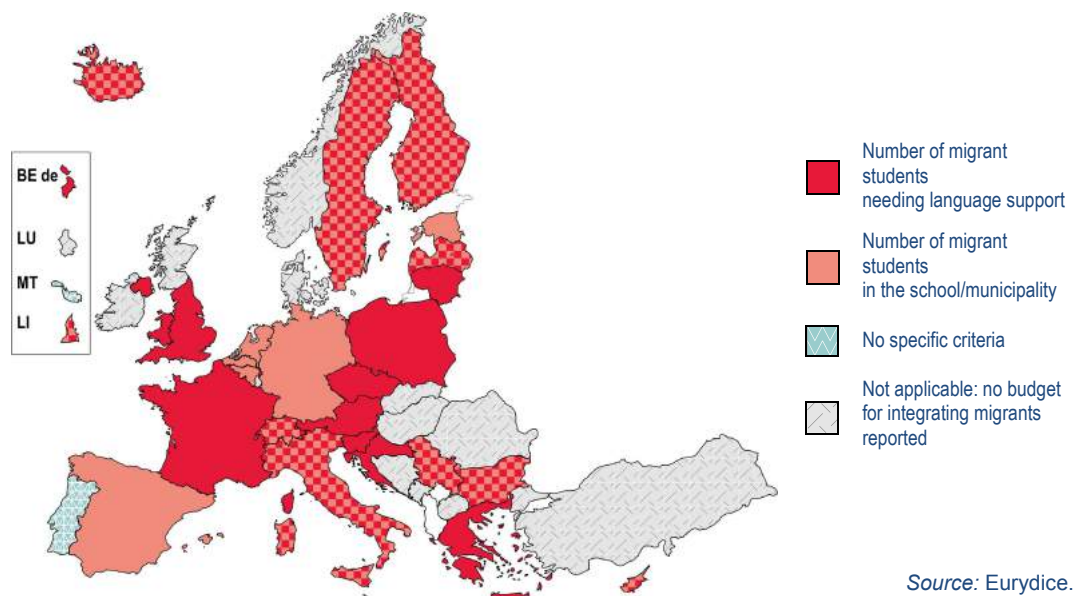 BE de
LU
MT
LI
Number of migrant
students
needing language support
Number of migrant
students
in the school/municipality
No specific criteria
Not applicable: no budget
for integrating migrants
reported
Source: Eurydice.